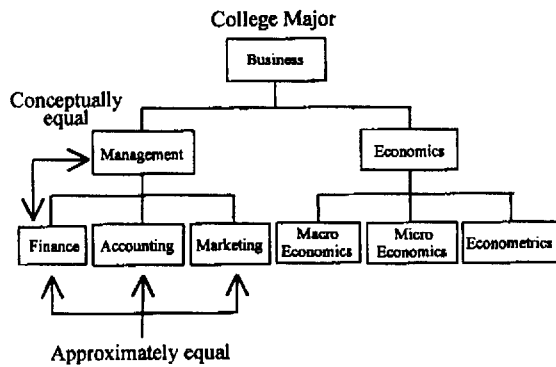 College Major
Business
Conceptually
equal
Management
Economics
Finance
Accounting
Marketing
Macro
Economics
Micro
Economics
Econometrics
Approximately equal